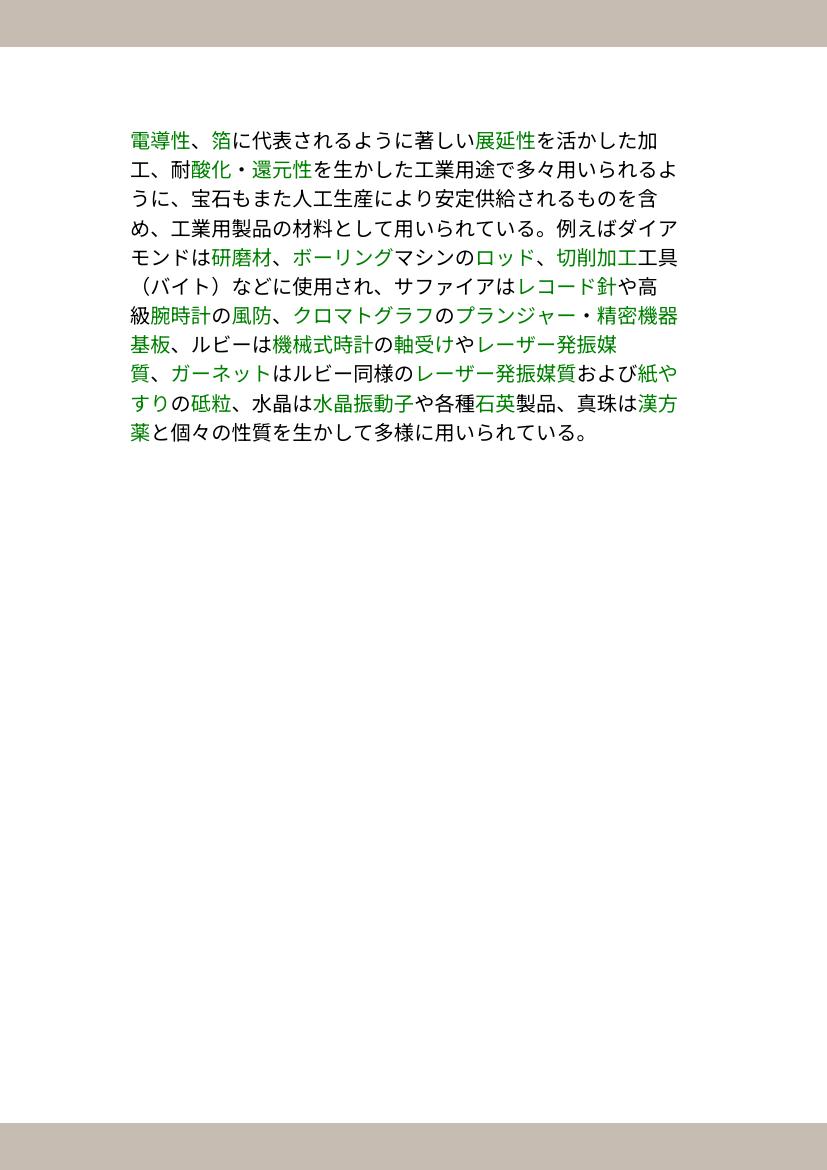 電導性、箔に代表されるように著しい展延性を活かした加
工、耐酸化・還元性を生かした工業用途で多々用いられるよ
うに、宝石もまた人工生産により安定供給されるものを含
め、工業用製品の材料として用いられている。例えばダイア
モンドは研磨材、ボーリングマシンのロッド、切削加工工具
（バイト）などに使用され、サファイアはレコード針や高
級腕時計の風防、クロマトグラフのプランジャー・精密機器
基板、ルビーは機械式時計の軸受けやレーザー発振媒
質、ガーネットはルビー同様のレーザー発振媒質および紙や
すりの砥粒、水晶は水晶振動子や各種石英製品、真珠は漢方
薬と個々の性質を生かして多様に用いられている。